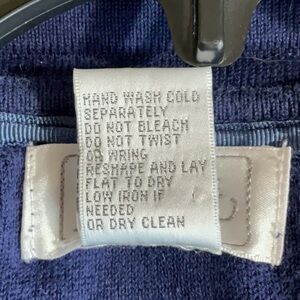 HAND WASH COLD
SEPARATELY
DO NOT BLEACH
DO NOT TWIST
OR WRING
RESHAPE AND LAY
FLAT TO DRY
LOW IRON IF
NEEDED
OR DRY CLEAN